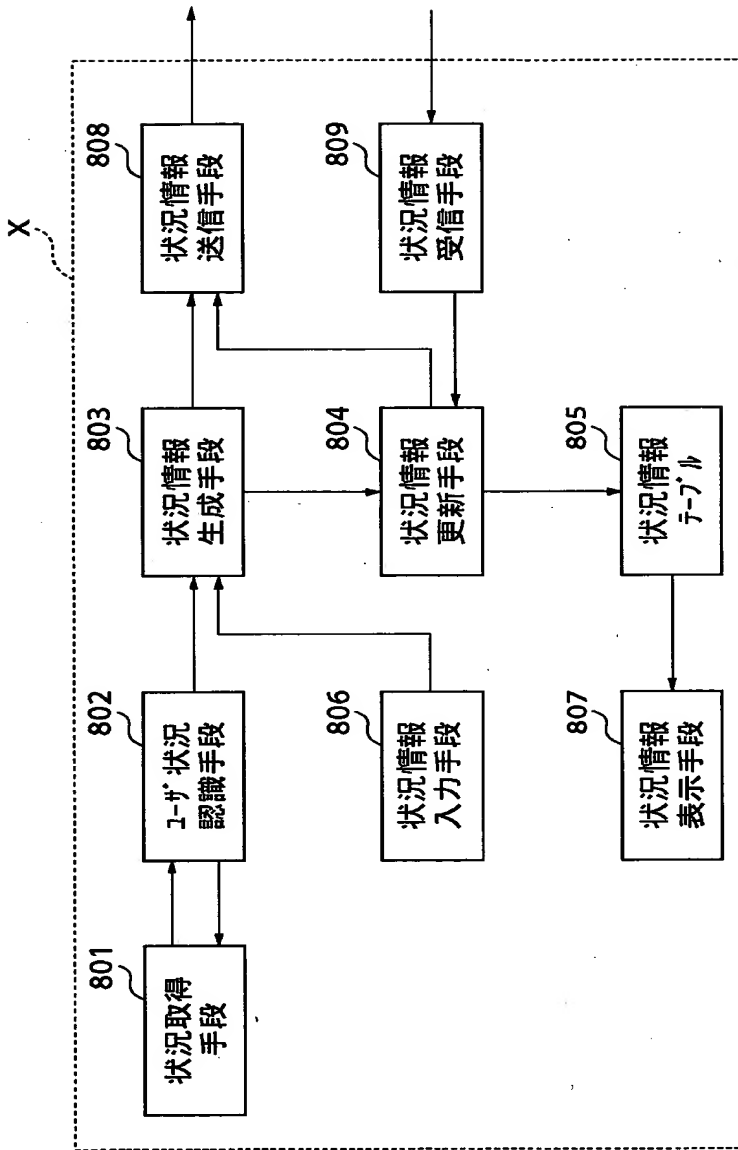 X
801
状況取得
手段
802
ユーザ状況
認識手段
803
状況情報
生成手段
808
状況情報
送信手段
806
状況情報
入力手段
804
状況情報
更新手段
809
状況情報
受信手段
807
状況情報
表示手段
805
状況情報
テーブル